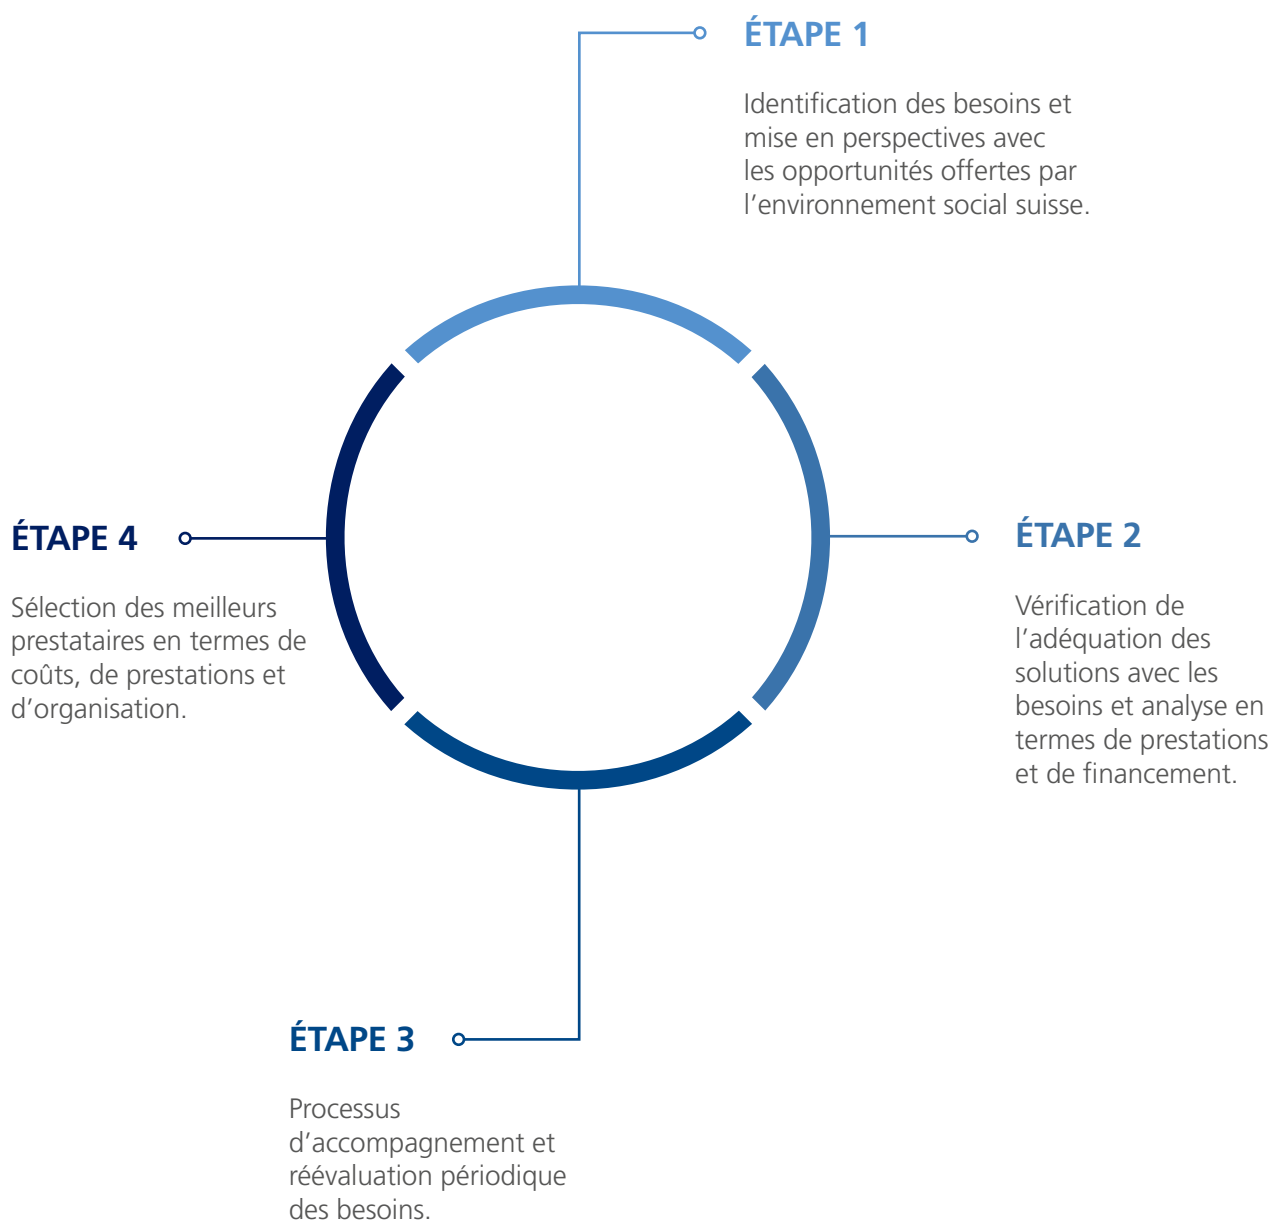 ÉTAPE 1
Identification des besoins et
mise en perspectives avec
les opportunités offertes par
l’environnement social suisse.
ÉTAPE 2
Vérification de
l’adéquation des
solutions avec les
besoins et analyse en
termes de prestations
et de financement.
ÉTAPE 3
Processus
d’accompagnement et
réévaluation périodique
des besoins.
ÉTAPE 4
Sélection des meilleurs
prestataires en termes de
coûts, de prestations et
d’organisation.